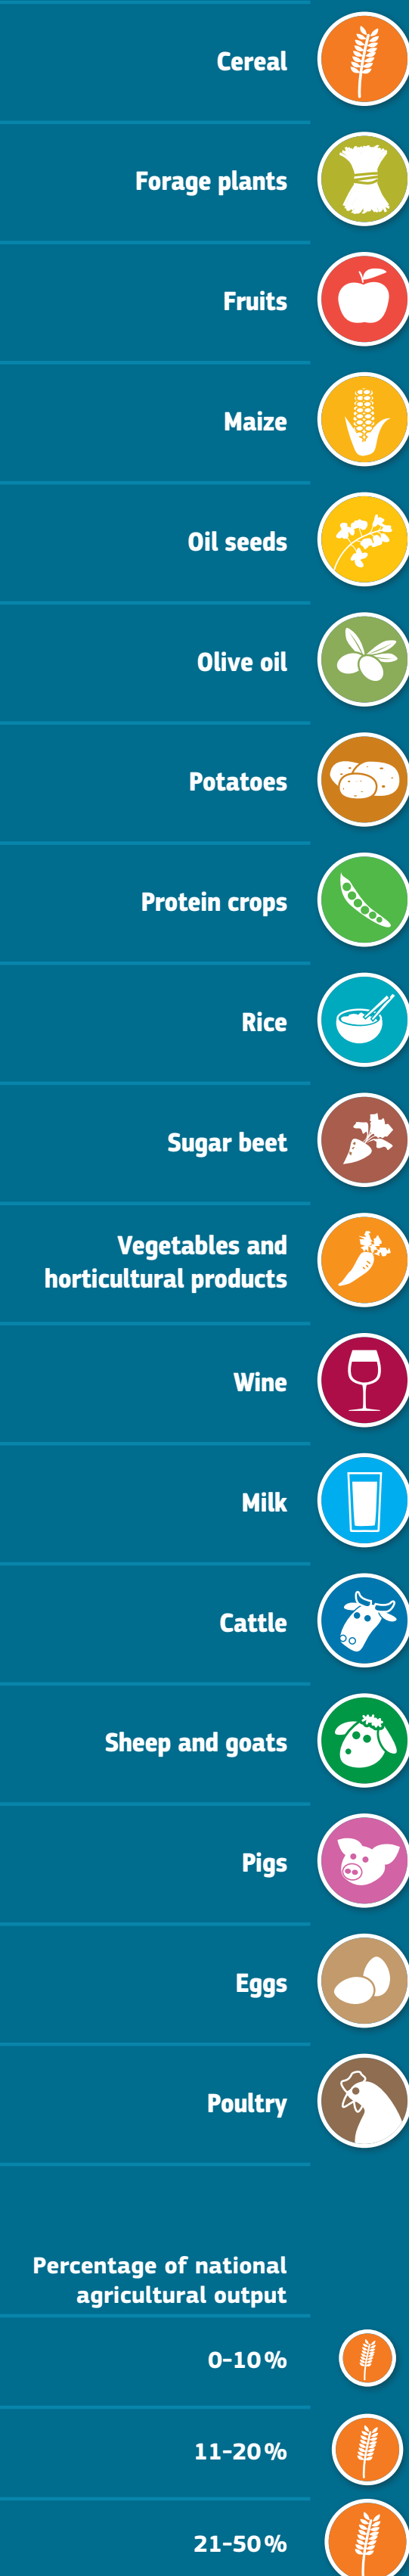 Cereal
Forage plants
Fruits
Maize
Oil seeds
Olive oil
Potatoes
Protein crops
Rice
Sugar beet
Vegetables and
horticultural products
Wine
Milk
Cattle
Sheep and goats
Pigs
Eggs
Poultry
Percentage of national
agricultural output
0-10%
11-20%
21-50%